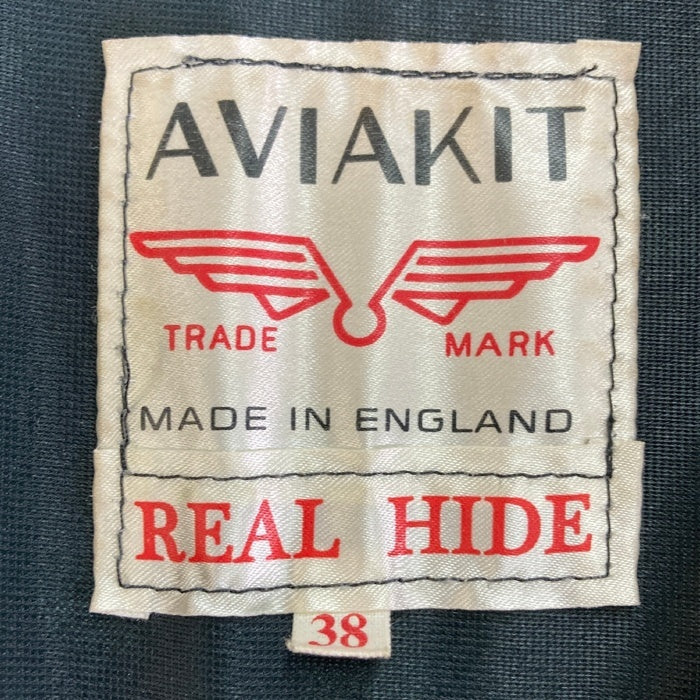 AVIAKIT
TRADE MARK
MADE IN ENGLAND
REAL HIDE
38